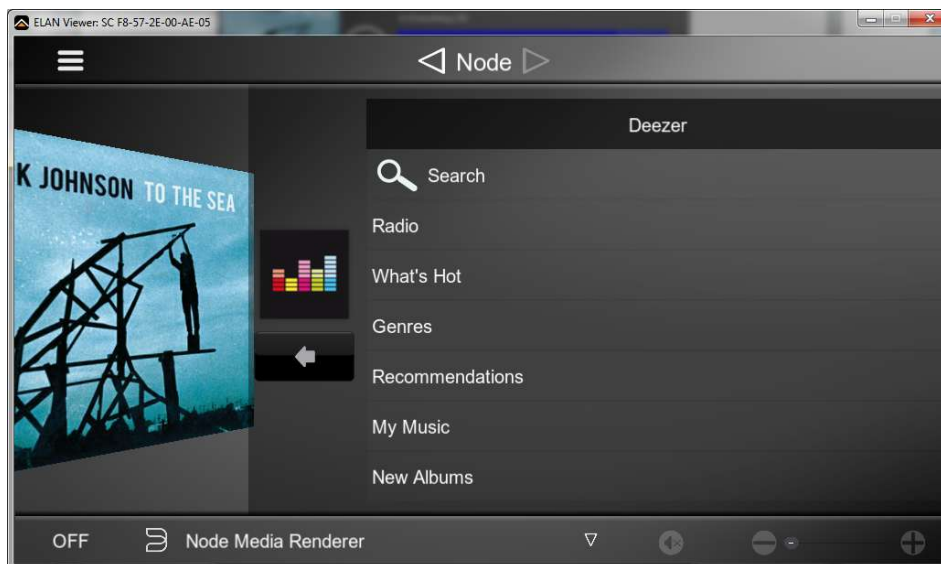 ELAN Viewer: SC F8-57-2E-00-AE-05
Node
K JOHNSON TO THE SEA
Deezer
Search
Radio
What's Hot
Genres
Recommendations
My Music
New Albums
OFF
Node Media Renderer